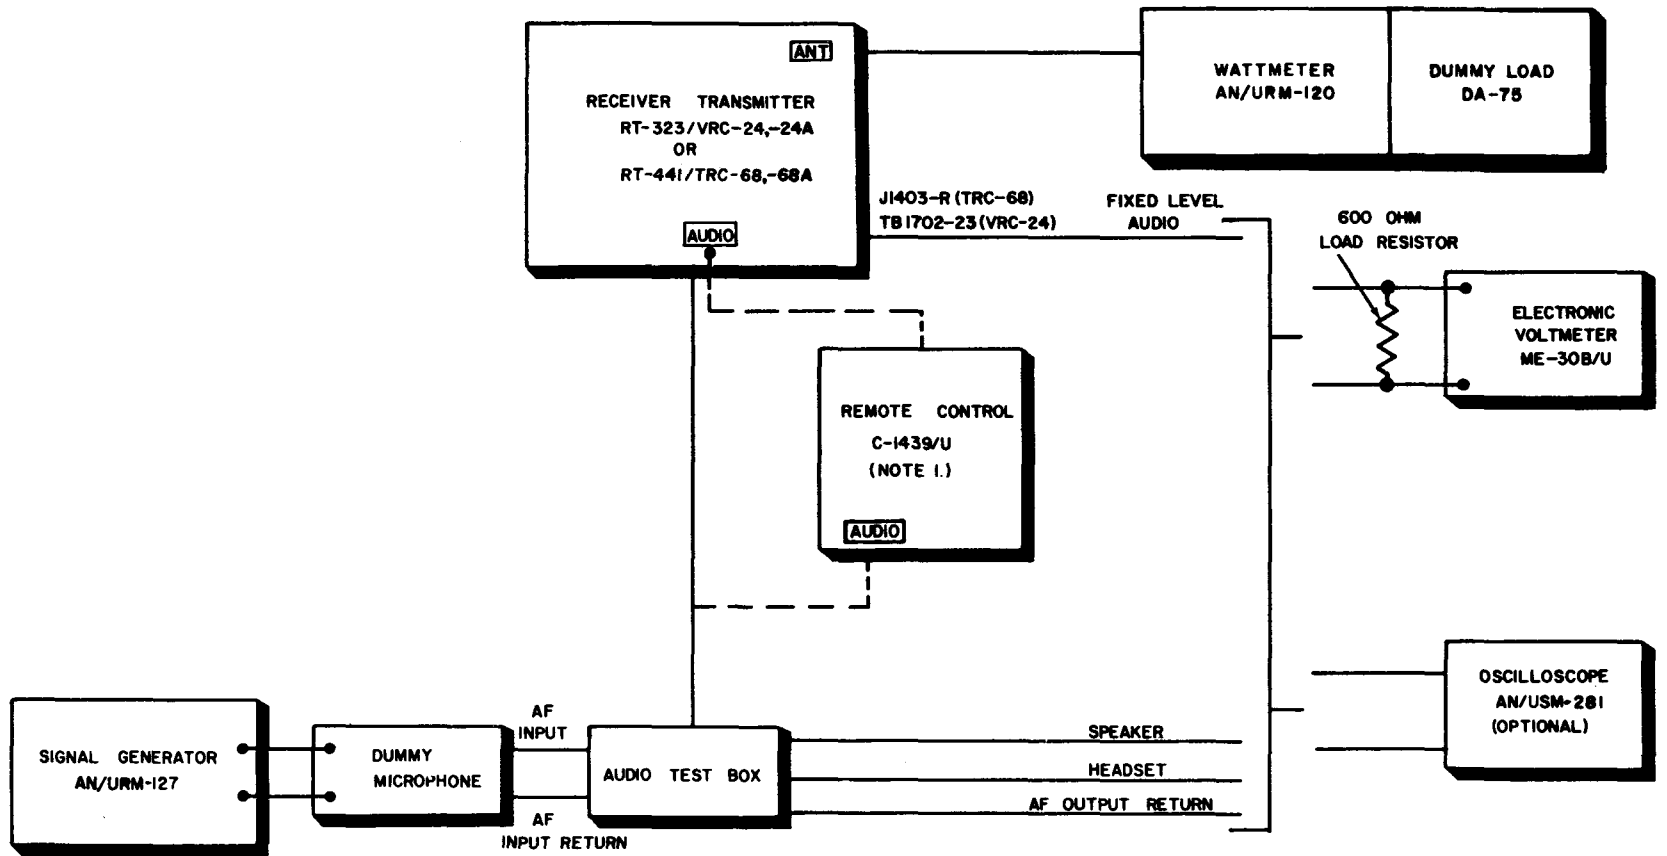 ANT
RECEIVER TRANSMITTER
RT-323/VRC-24,-24A
OR
RT-441/TRC-68,-68A
AUDIO
WATTMETER
AN/URM-120
DUMMY LOAD
DA-75
J1403-R (TRC-68)
TB1702-23 (VRC-24)
FIXED LEVEL
AUDIO
600 OHM
LOAD RESISTOR
ELECTRONIC
VOLTMETER
ME-30B/U
REMOTE CONTROL
C-1439/U
(NOTE 1.)
AUDIO
OSCILLOSCOPE
AN/USM-281
(OPTIONAL)
SIGNAL GENERATOR
AN/URM-127
DUMMY
MICROPHONE
AF
INPUT
AF
INPUT RETURN
AUDIO TEST BOX
SPEAKER
HEADSET
AF OUTPUT RETURN